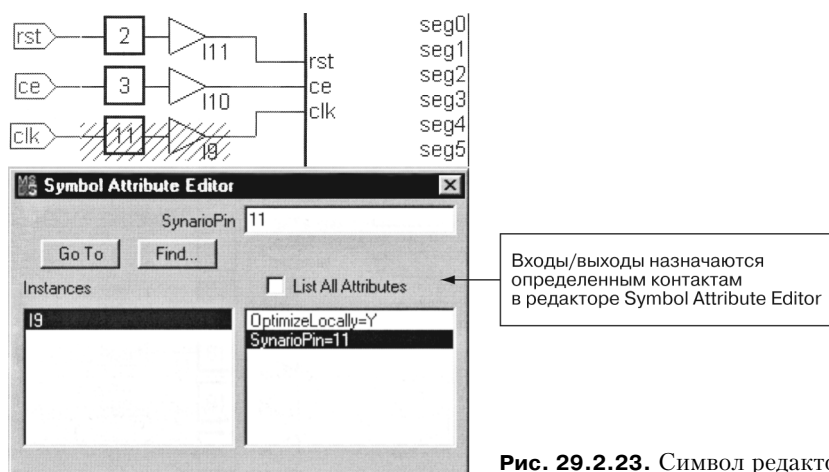 rst 2 I11 rst seg0
seg1
ce 3 I10 ce seg2
clk seg3
clk 11 I9 seg4
seg5
Symbol Attribute Editor
SynarioPin 11
Go To Find...
Instances List All Attributes
I9 OptimizeLocally=Y
SynarioPin=11
Входы/выходы назначаются
определенным контактам
в редакторе Symbol Attribute Editor
Рис. 29.2.23. Символ редакто